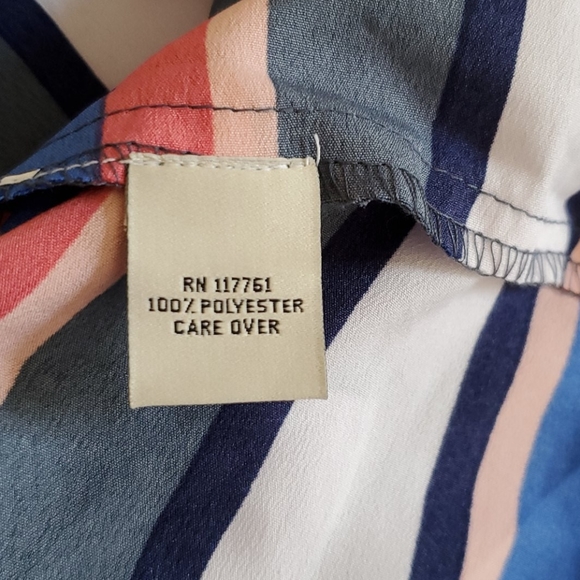 RN 117761
100% POLYESTER
CARE OVER